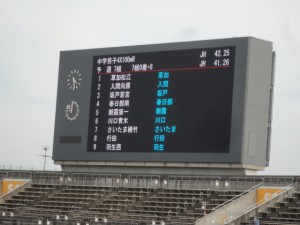 中学男子4X100mR JH 42.25
予 選 7組 7組0着+8 JH 41.26
1 草加松江 草加
2 入間向原 入間
3 坂戸若宮 坂戸
4 春日部南 春日部
5 朝霞第一 朝霞
6 川口青木 川口
7 さいたま植竹 さいたま
8 行田 行田
9 羽生西 羽生